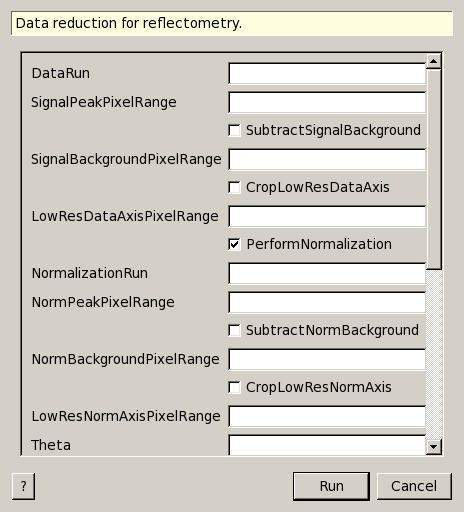 Data reduction for reflectometry.
DataRun
SignalPeakPixelRange
SubtractSignalBackground
SignalBackgroundPixelRange
CropLowResDataAxis
LowResDataAxisPixelRange
PerformNormalization
NormalizationRun
NormPeakPixelRange
SubtractNormBackground
NormBackgroundPixelRange
CropLowResNormAxis
LowResNormAxisPixelRange
Theta
? Run Cancel